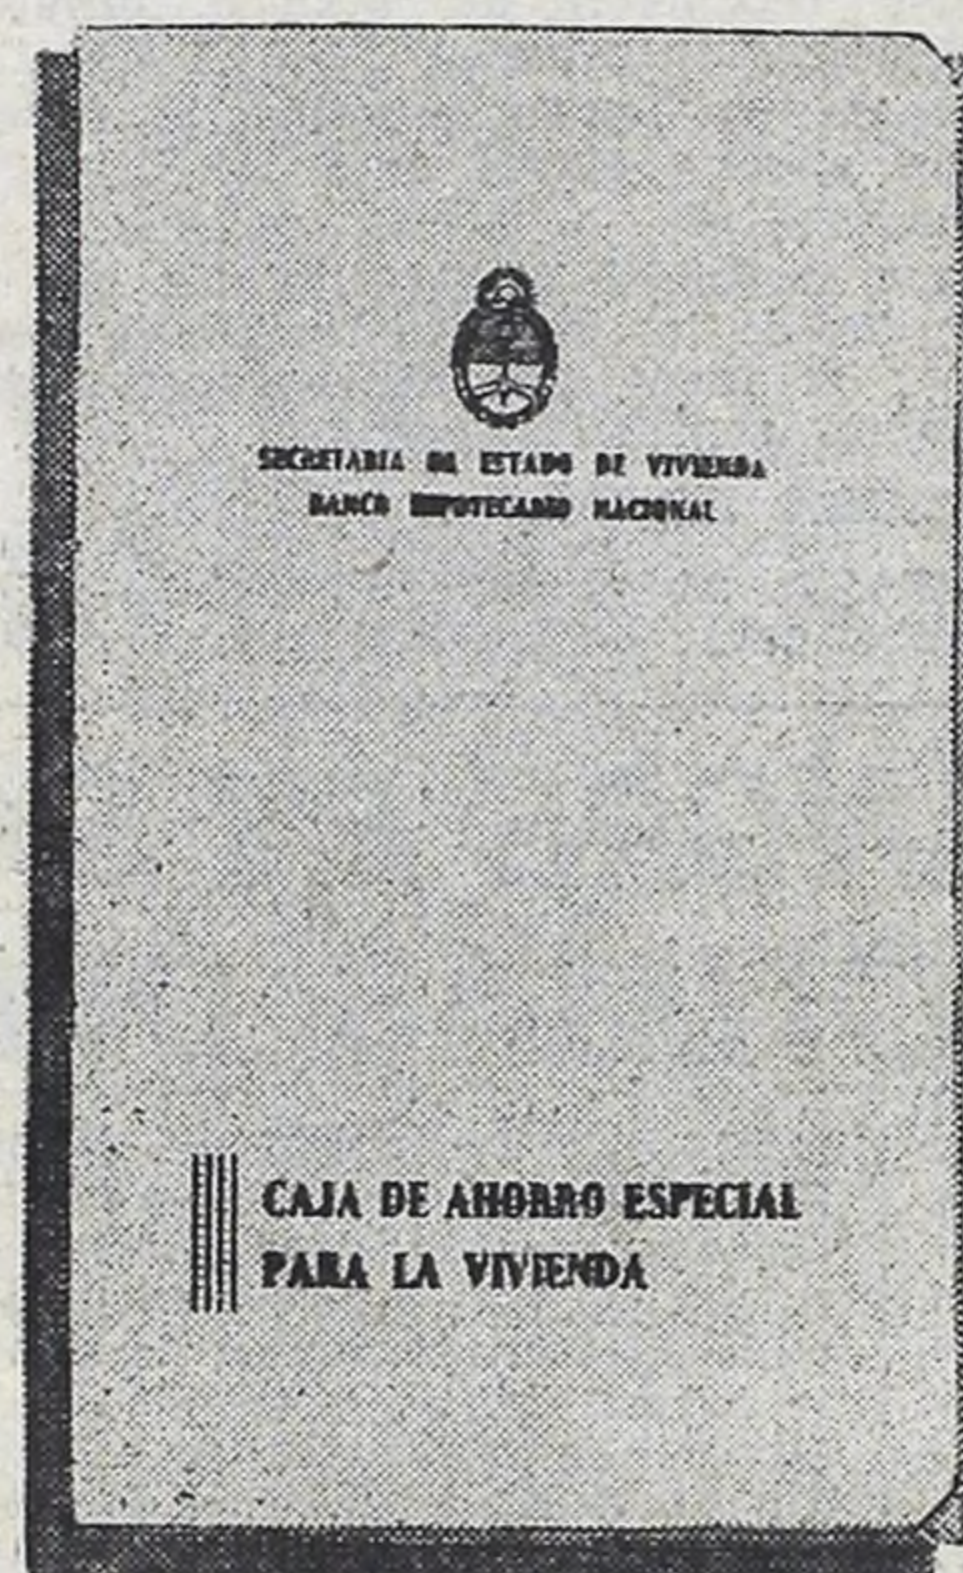 SECRETARIA DE ESTADO DE VIVIENDA
BANCO HIPOTECARIO NACIONAL
CAJA DE AHORRO ESPECIAL
PARA LA VIVIENDA